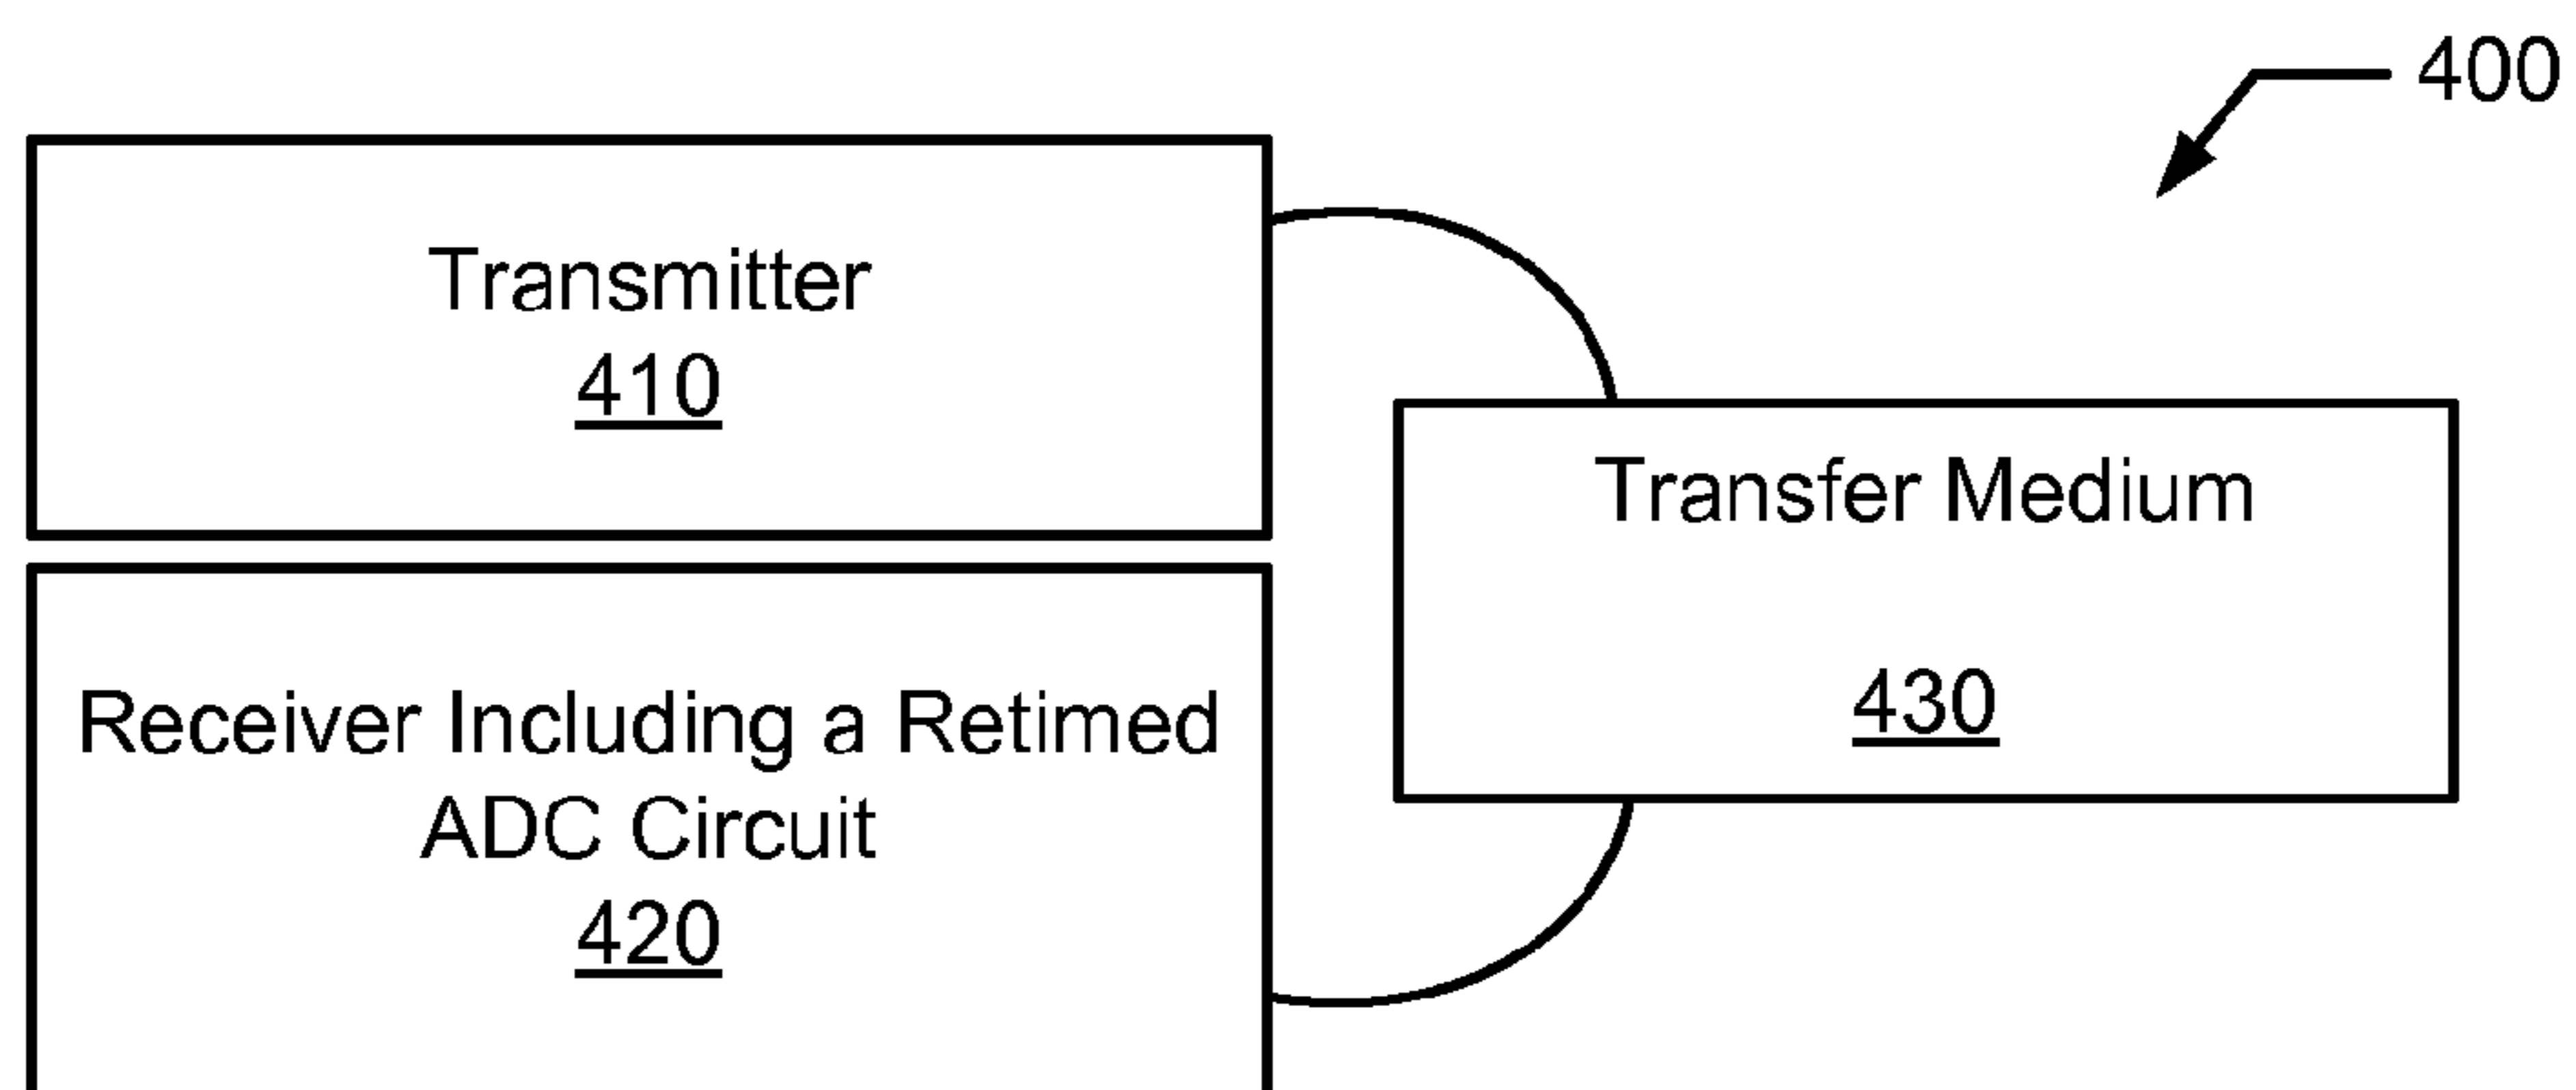 400
Transmitter
410
Transfer Medium
430
Receiver Including a Retimed
ADC Circuit
420